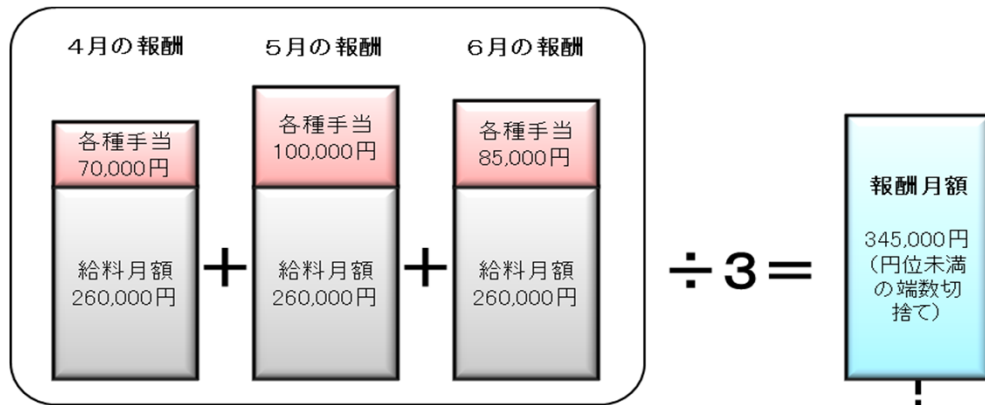 4月の報酬
5月の報酬
6月の報酬
各種手当
70,000円
各種手当
100,000円
各種手当
85,000円
給料月額
260,000円
+
給料月額
260,000円
+
給料月額
260,000円
÷3=
報酬月額
345,000円
（円位未満
の端数切
捨て）